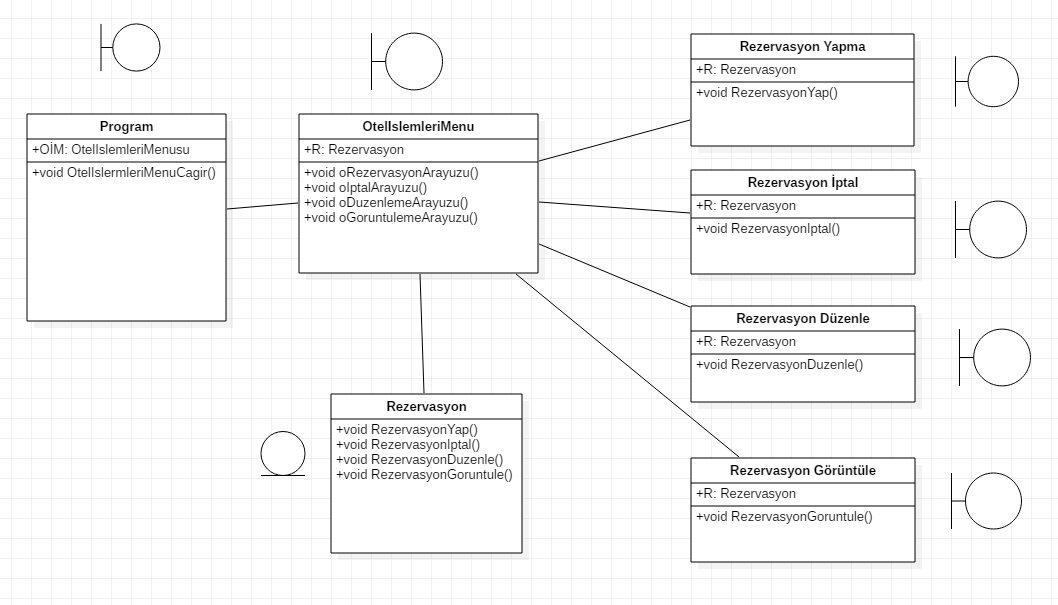 Program
+OİM: OtelIslemleriMenusu
+void OtelIslermleriMenuCagir()
OtelIslemleriMenu
+R: Rezervasyon
+void oRezervasyonArayuzu()
+void oIptalArayuzu()
+void oDuzenlemeArayuzu()
+void oGoruntulemeArayuzu()
Rezervasyon
+void RezervasyonYap()
+void RezervasyonIptal()
+void RezervasyonDuzenle()
+void RezervasyonGoruntule()
Rezervasyon Yapma
+R: Rezervasyon
+void RezervasyonYap()
Rezervasyon İptal
+R: Rezervasyon
+void RezervasyonIptal()
Rezervasyon Düzenle
+R: Rezervasyon
+void RezervasyonDuzenle()
Rezervasyon Görüntüle
+R: Rezervasyon
+void RezervasyonGoruntule()